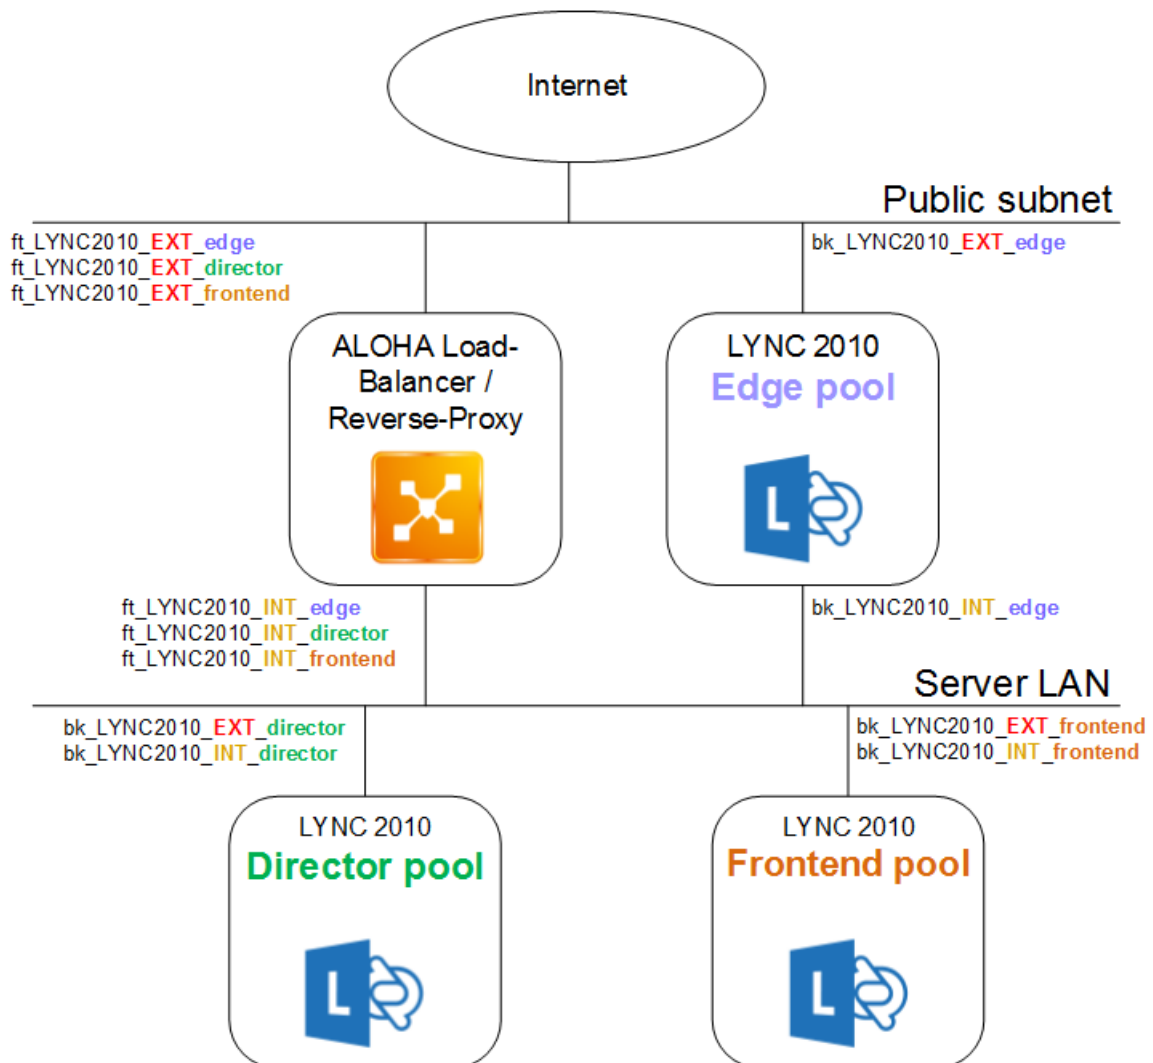 Internet
Public subnet
ft_LYNC2010_EXT_edge
ft_LYNC2010_EXT_director
ft_LYNC2010_EXT_frontend
bk_LYNC2010_EXT_edge
ALOHA Load-
Balancer /
Reverse-Proxy
LYNC 2010
Edge pool
L
ft_LYNC2010_INT_edge
ft_LYNC2010_INT_director
ft_LYNC2010_INT_frontend
bk_LYNC2010_INT_edge
Server LAN
bk_LYNC2010_EXT_director
bk_LYNC2010_INT_director
bk_LYNC2010_EXT_frontend
bk_LYNC2010_INT_frontend
LYNC 2010
Director pool
L
LYNC 2010
Frontend pool
L